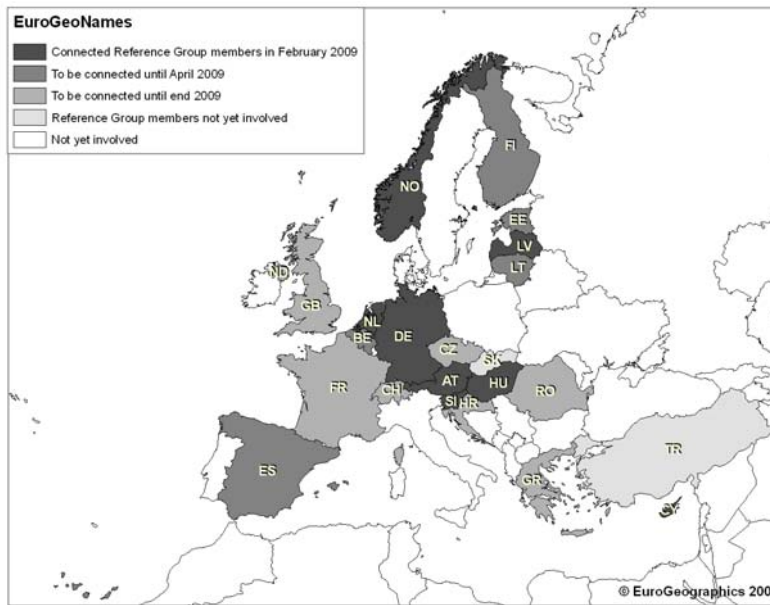 EuroGeoNames
Connected Reference Group members in February 2009
To be connected until April 2009
To be connected until end 2009
Reference Group members not yet involved
Not yet involved
FI
NO
EE
LV
LT
ND
GB
NL
DE
BE
CZ
SK
FR
CH
AT
HU
RO
SI
HR
ES
TR
GR
CY
© EuroGeographics 200